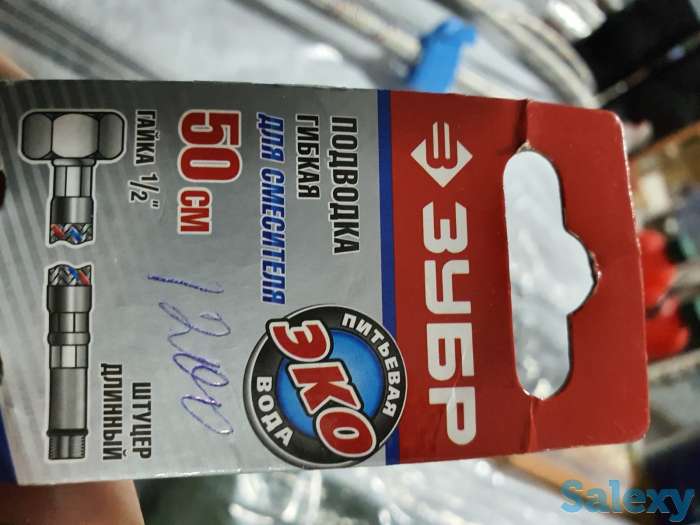 ЗУБР
ПОДВОДКА
ГИБКАЯ
ДЛЯ СМЕСИТЕЛЯ
50 СМ
ГАЙКА 1/2"
ПИТЬЕВАЯ
ЭКО
ВОДА
1200
ШТУЦЕР
ДЛИННЫЙ
Salexy